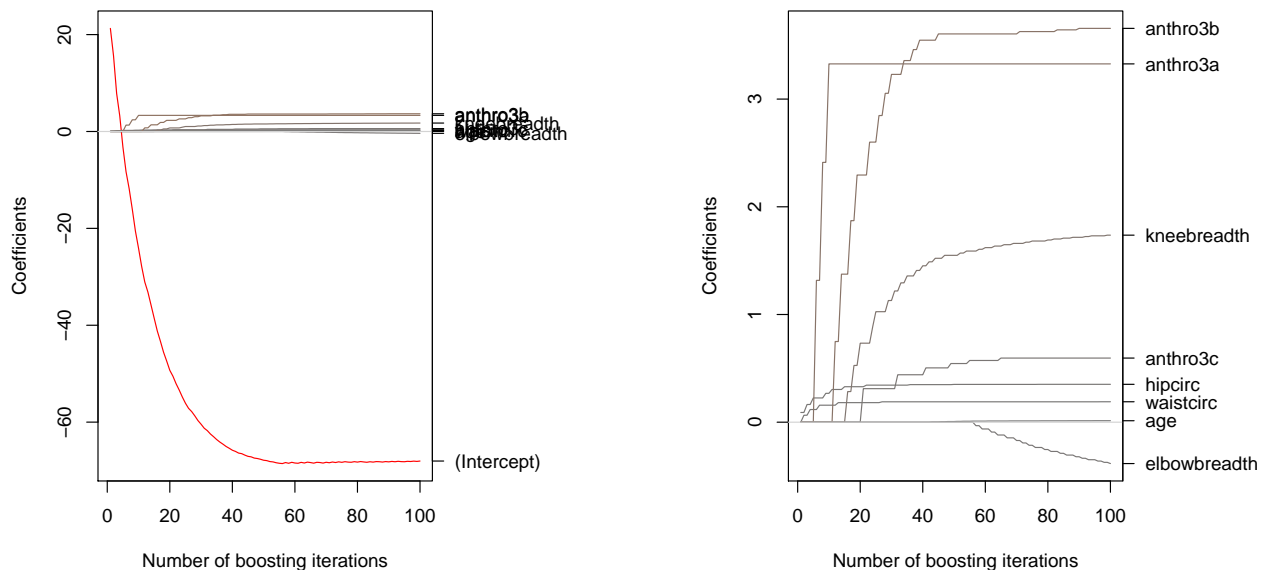 20
0
−20
−40
−60
Coefficients
0
20
40
60
80
100
Number of boosting iterations
kneebreadth
elbowbreadth
(Intercept)
3
2
1
0
Coefficients
0
20
40
60
80
100
Number of boosting iterations
anthro3b
anthro3a
kneebreadth
anthro3c
hipcirc
waistcirc
age
elbowbreadth